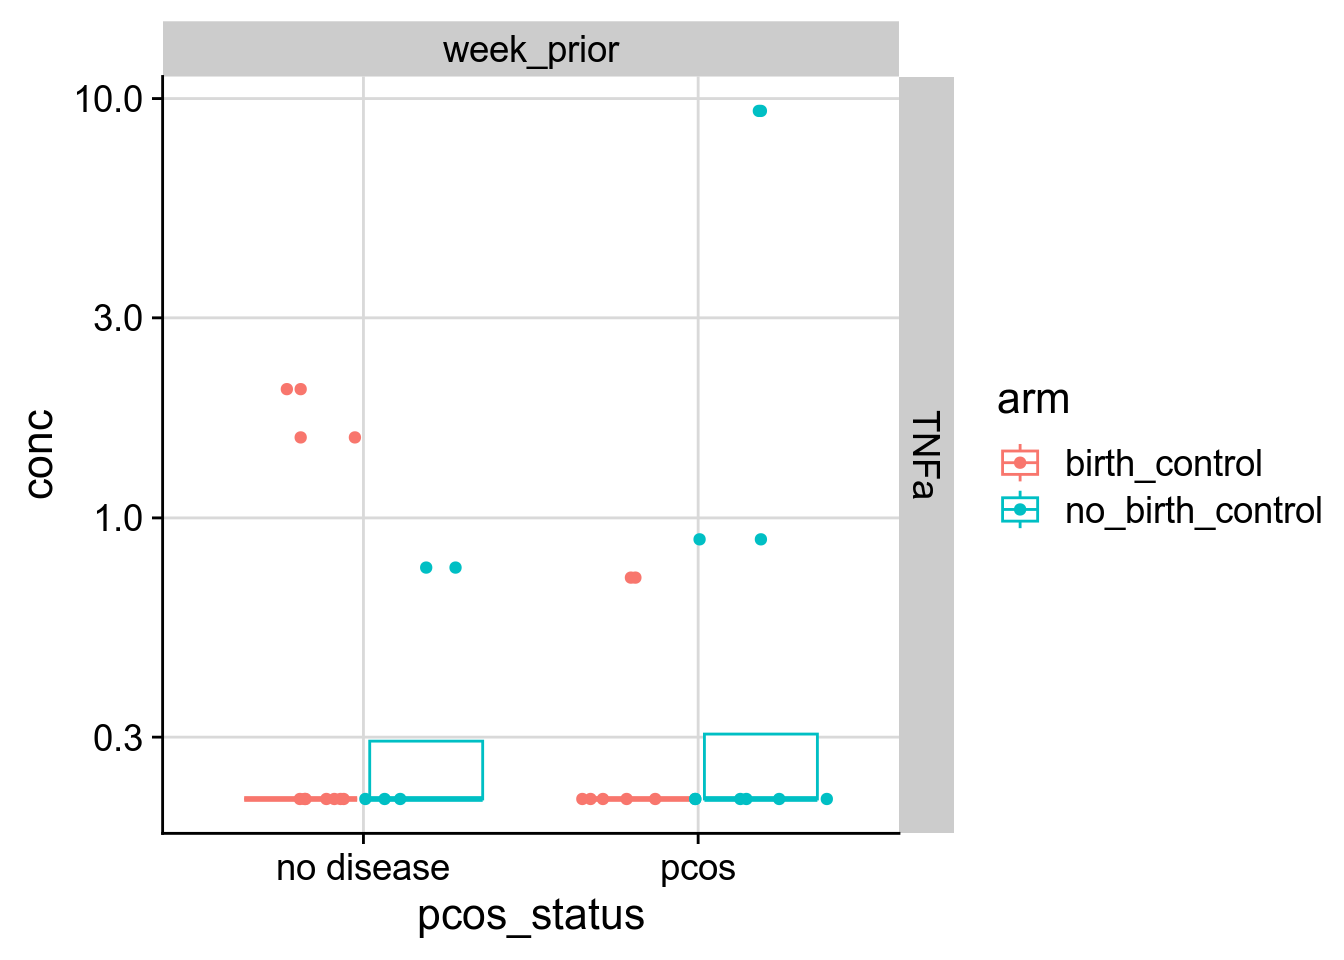 week_prior
10.0
3.0
1.0
0.3
conc
TNFa
no disease
pcos
pcos_status
arm
birth_control
no_birth_control